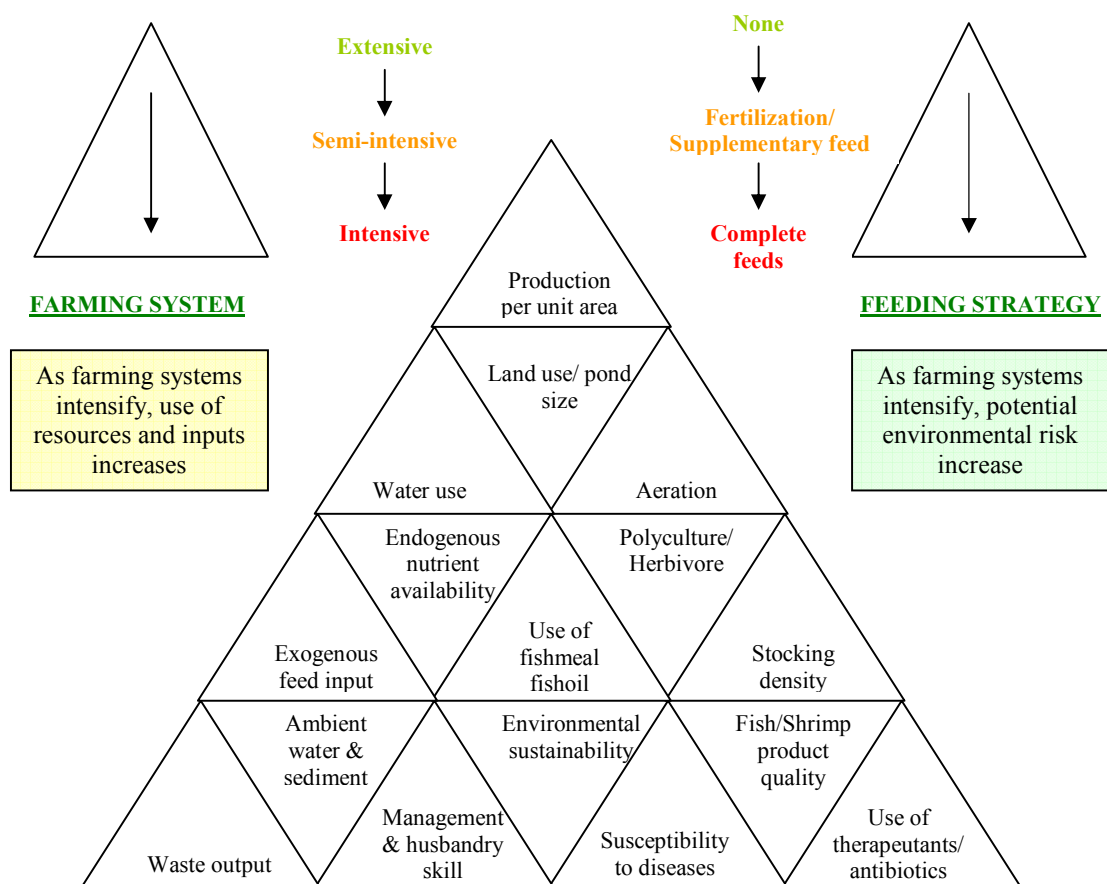 Extensive
Semi-intensive
Intensive
None
Fertilization/
Supplementary feed
Complete
feeds
FARMING SYSTEM
FEEDING STRATEGY
As farming systems
intensify, use of
resources and inputs
increases
As farming systems
intensify, potential
environmental risk
increase
Production
per unit area
Land use/ pond
size
Water use
Aeration
Endogenous
nutrient
availability
Polyculture/
Herbivore
Exogenous
feed input
Use of
fishmeal
fishoil
Stocking
density
Ambient
water &
sediment
Environmental
sustainability
Fish/Shrimp
product
quality
Waste output
Management
& husbandry
skill
Susceptibility
to diseases
Use of
therapeutants/
antibiotics